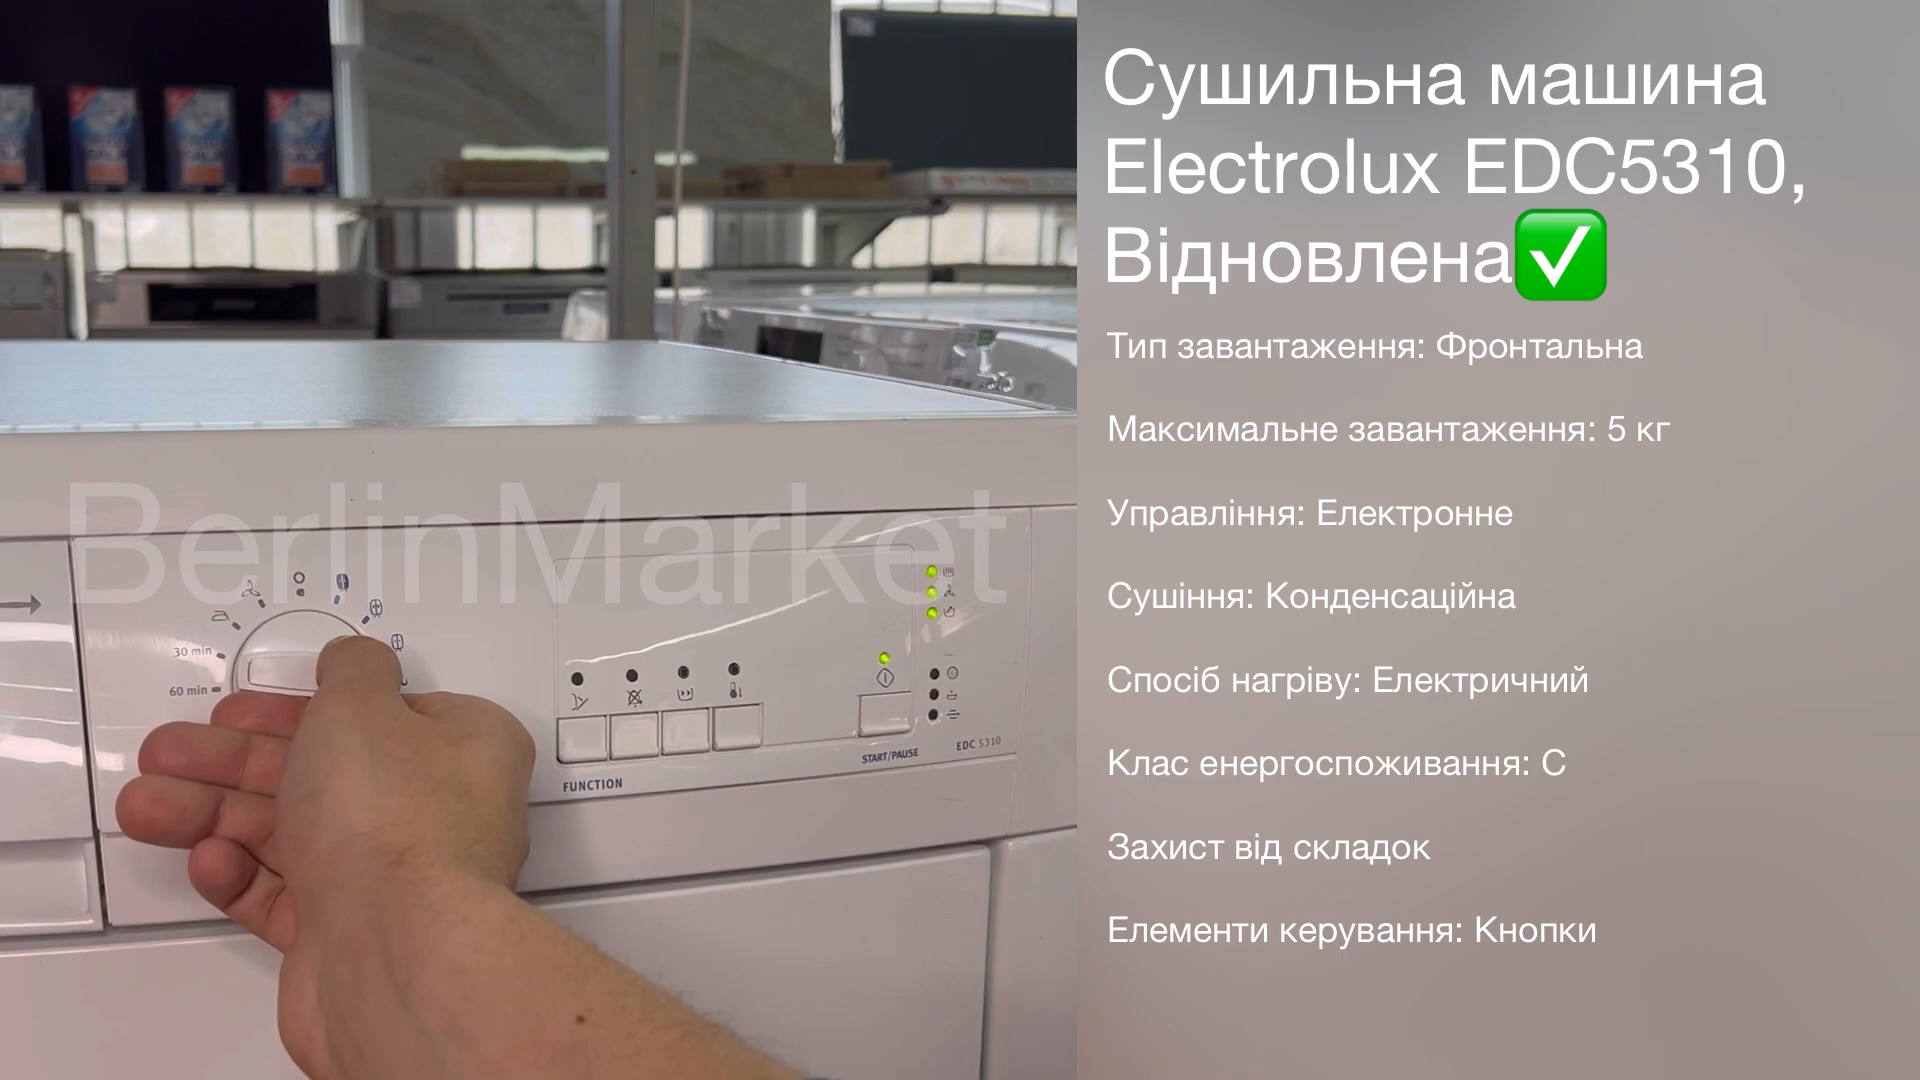 Сушильна машина
Electrolux EDC5310,
Відновлена✅
Тип завантаження: Фронтальна
Максимальне завантаження: 5 кг
Управління: Електронне
Сушіння: Конденсаційна
Спосіб нагріву: Електричний
Клас енергоспоживання: C
Захист від складок
Елементи керування: Кнопки
BerlinMarket
30 min
60 min
FUNCTION
START/PAUSE
EDC 5310